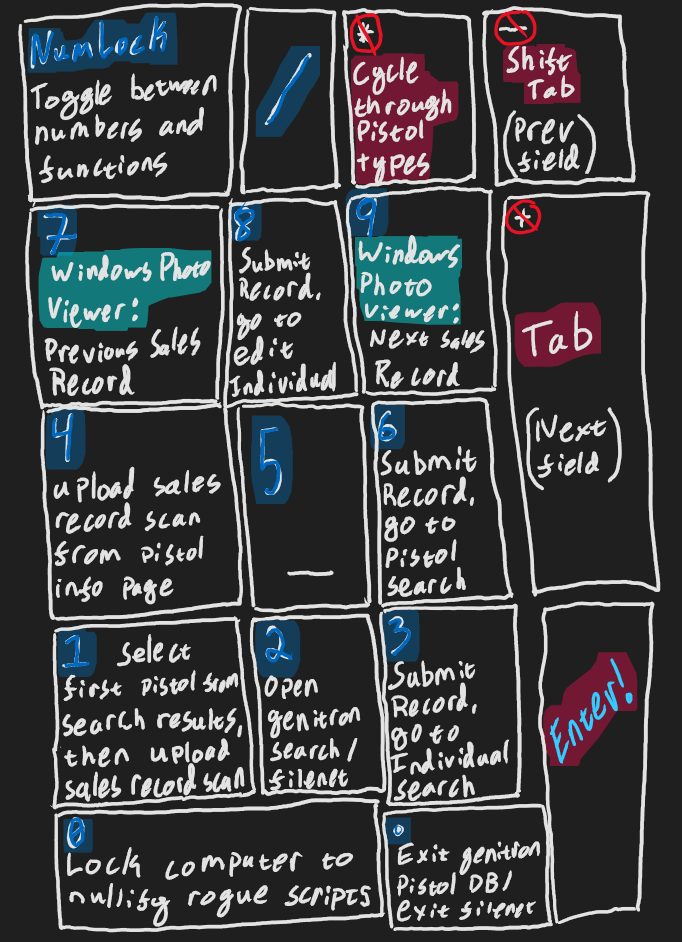 NumLock
Toggle between
numbers and
functions
/
*
Cycle
through
Pistol
types
-
Shift
Tab
(Prev
field)
7
Windows Photo
Viewer:
Previous Sales
Record
8
Submit
Record,
go to
edit
Individual
9
Windows
Photo
Viewer:
Next sales
Record
+
Tab
(Next
field)
4
upload sales
record scan
from pistol
info page
5
6
Submit
Record,
go to
Pistol
search
1 Select
first pistol from
search results,
then upload
sales record scan
2
open
genitron
search/
filenet
3
Submit
Record,
go to
Individual
search
Enter!
0
Lock computer to
nullify rogue scripts
.
Exit genitron
Pistol DB/
exit filenet